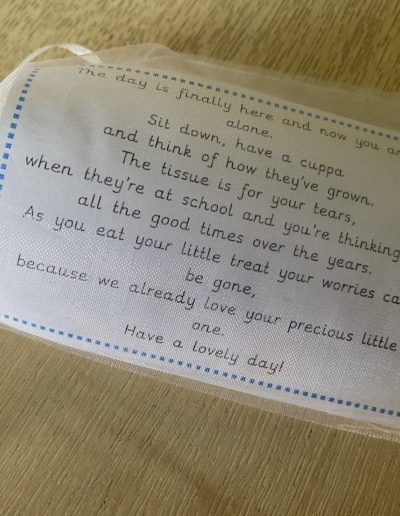 The day is finally here and now you are
alone.
Sit down, have a cuppa
and think of how they've grown.
The tissue is for your tears,
when they're at school and you're thinking
all the good times over the years.
As you eat your little treat your worries ca
be gone,
because we already love your precious little
one.
Have a lovely day!